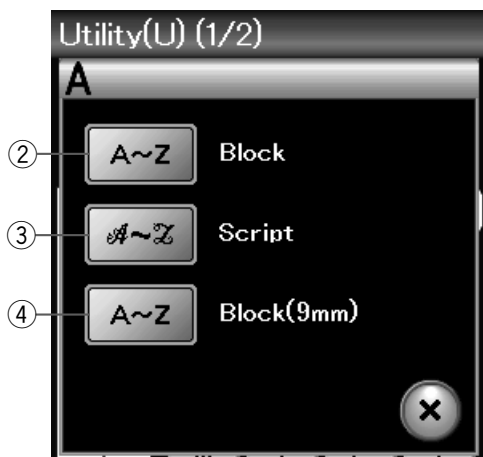 Utility(U) (1/2)
A
② A~Z Block
③ 𝒜~𝒵 Script
④ A~Z Block(9mm)
×